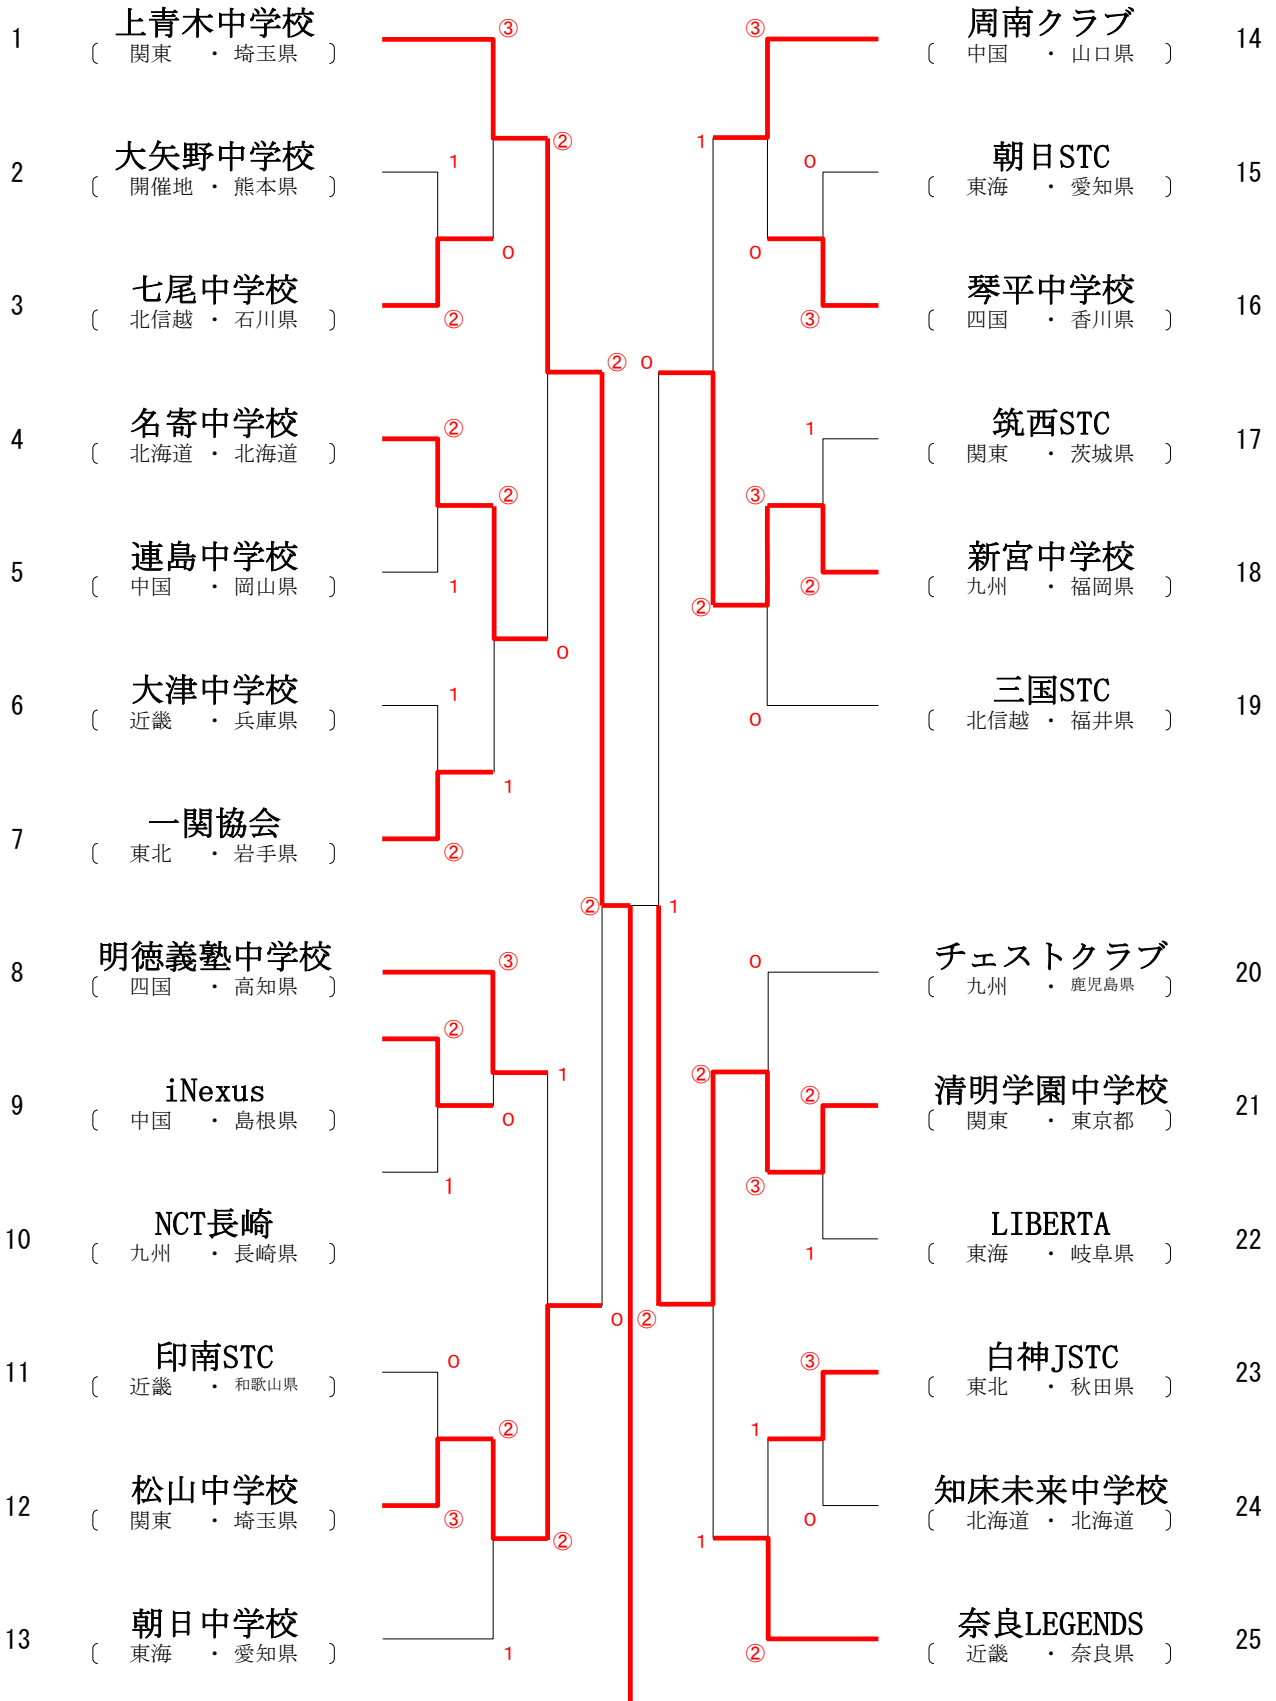 1 上青木中学校
〔 関東 ・ 埼玉県 〕
③
1
2 大矢野中学校
〔 開催地 ・ 熊本県 〕
②
0
3 七尾中学校
〔 北信越 ・ 石川県 〕
②
②
4 名寄中学校
〔 北海道 ・ 北海道 〕
②
②
5 連島中学校
〔 中国 ・ 岡山県 〕
1
0
6 大津中学校
〔 近畿 ・ 兵庫県 〕
1
1
7 一関協会
〔 東北 ・ 岩手県 〕
②
②
8 明徳義塾中学校
〔 四国 ・ 高知県 〕
③
②
1
9 iNexus
〔 中国 ・ 島根県 〕
0
1
10 NCT長崎
〔 九州 ・ 長崎県 〕
0
11 印南STC
〔 近畿 ・ 和歌山県 〕
0
②
12 松山中学校
〔 関東 ・ 埼玉県 〕
③
②
13 朝日中学校
〔 東海 ・ 愛知県 〕
1
③
周南クラブ 14
〔 中国 ・ 山口県 〕
1
0
朝日STC 15
〔 東海 ・ 愛知県 〕
0
琴平中学校 16
〔 四国 ・ 香川県 〕
③
0
1
筑西STC 17
〔 関東 ・ 茨城県 〕
③
新宮中学校 18
〔 九州 ・ 福岡県 〕
②
②
三国STC 19
〔 北信越 ・ 福井県 〕
0
1
0
チェストクラブ 20
〔 九州 ・ 鹿児島県 〕
②
②
清明学園中学校 21
〔 関東 ・ 東京都 〕
③
LIBERTA 22
〔 東海 ・ 岐阜県 〕
1
②
③
白神JSTC 23
〔 東北 ・ 秋田県 〕
1
知床未来中学校 24
〔 北海道 ・ 北海道 〕
0
1
奈良LEGENDS 25
〔 近畿 ・ 奈良県 〕
②